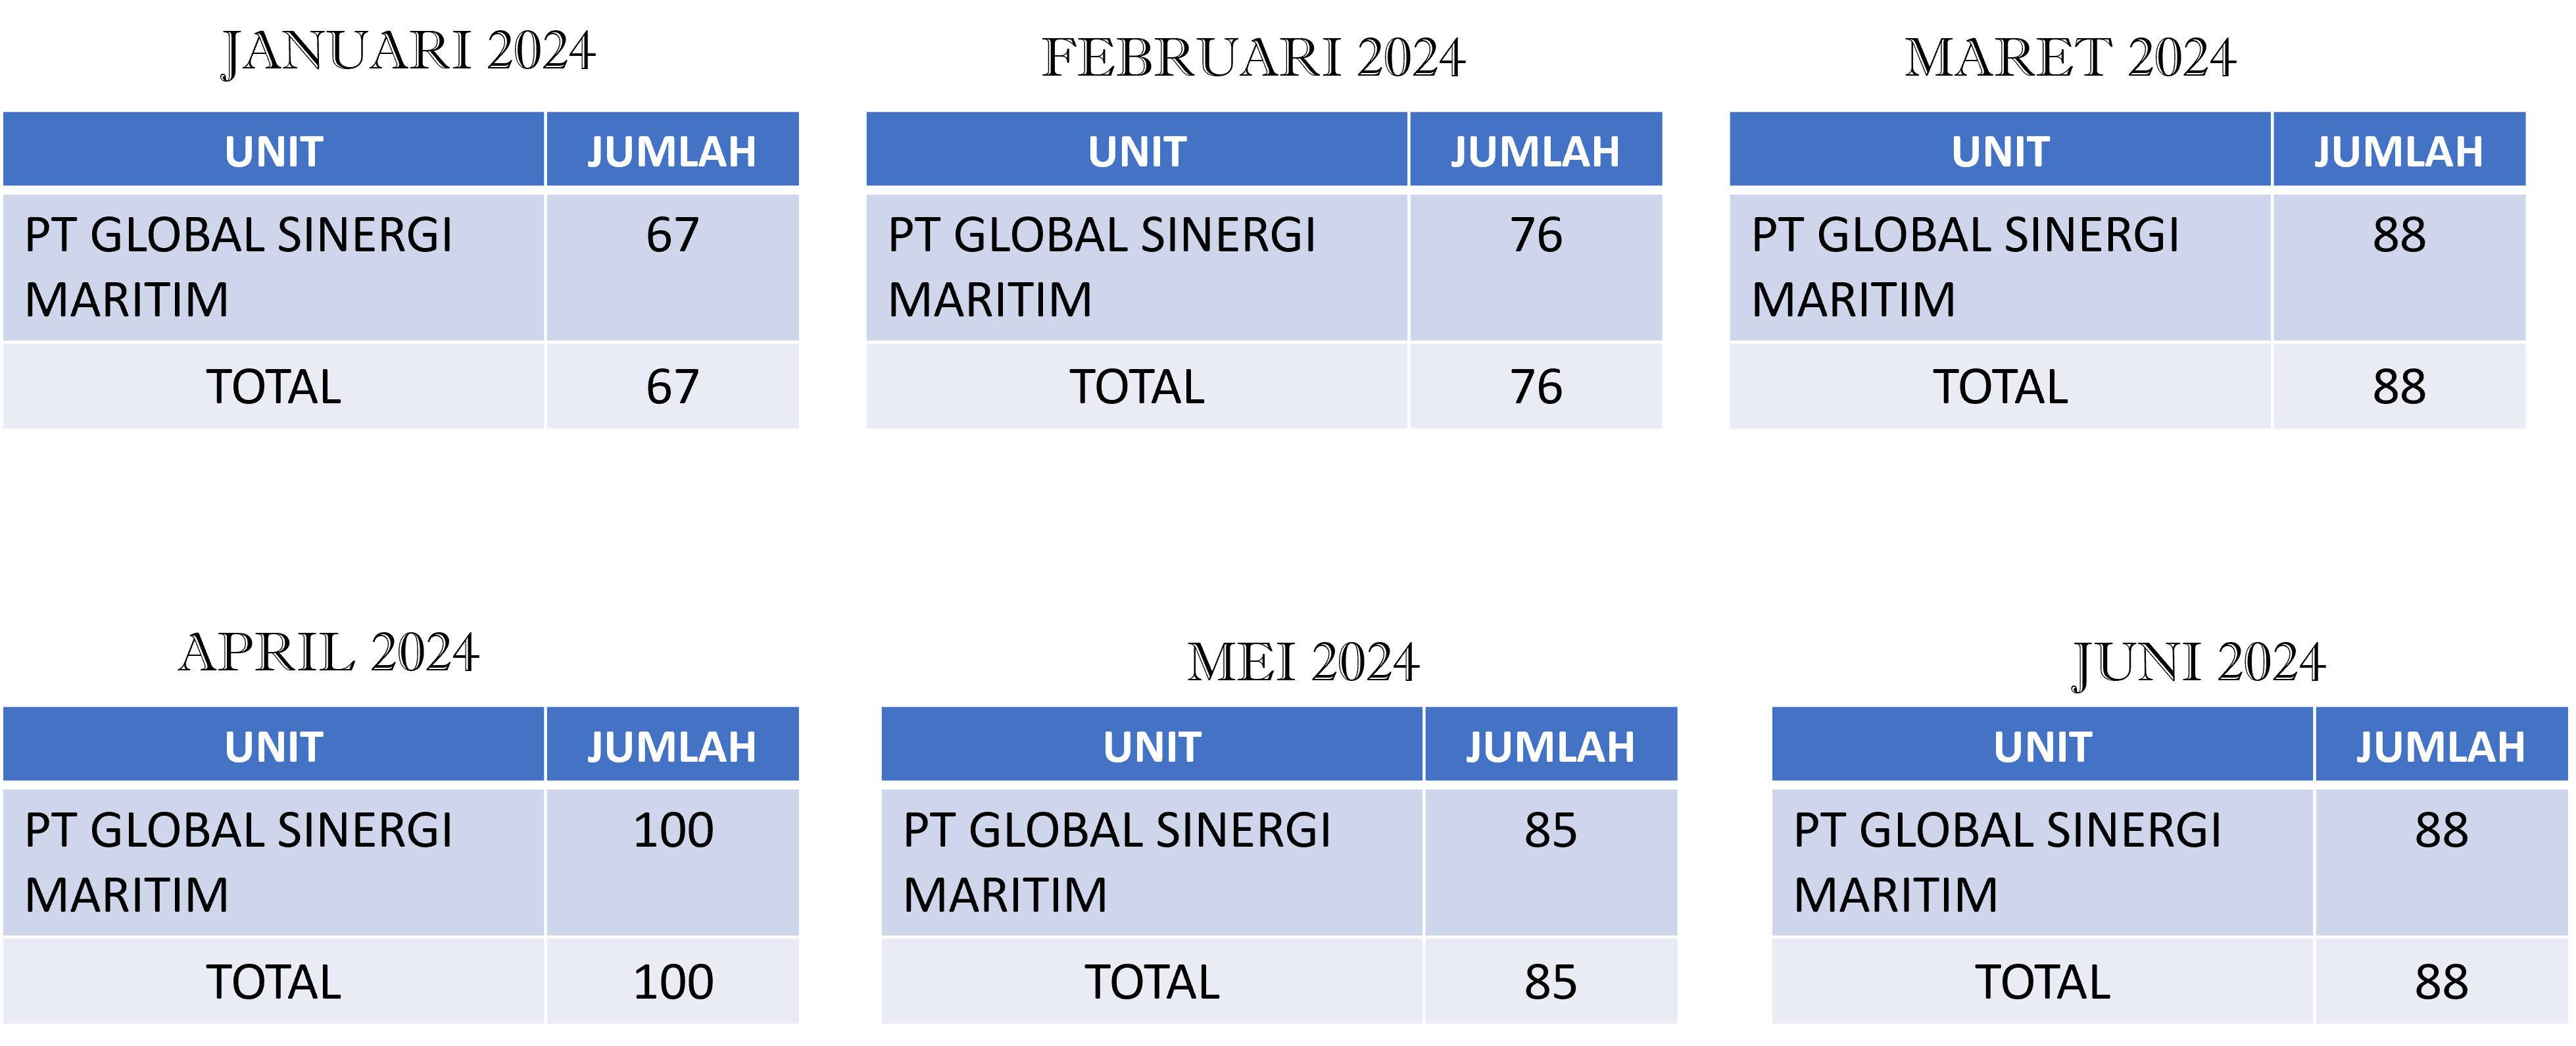 JANUARI 2024
UNIT JUMLAH
PT GLOBAL SINERGI 67
MARITIM
TOTAL 67
FEBRUARI 2024
UNIT JUMLAH
PT GLOBAL SINERGI 76
MARITIM
TOTAL 76
MARET 2024
UNIT JUMLAH
PT GLOBAL SINERGI 88
MARITIM
TOTAL 88
APRIL 2024
UNIT JUMLAH
PT GLOBAL SINERGI 100
MARITIM
TOTAL 100
MEI 2024
UNIT JUMLAH
PT GLOBAL SINERGI 85
MARITIM
TOTAL 85
JUNI 2024
UNIT JUMLAH
PT GLOBAL SINERGI 88
MARITIM
TOTAL 88